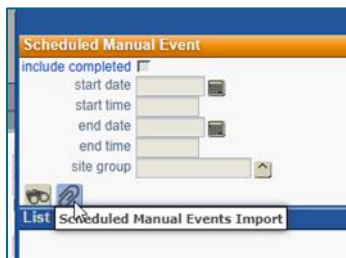 Scheduled Manual Event
include completed
start date
start time
end date
end time
site group
List
Scheduled Manual Events Import